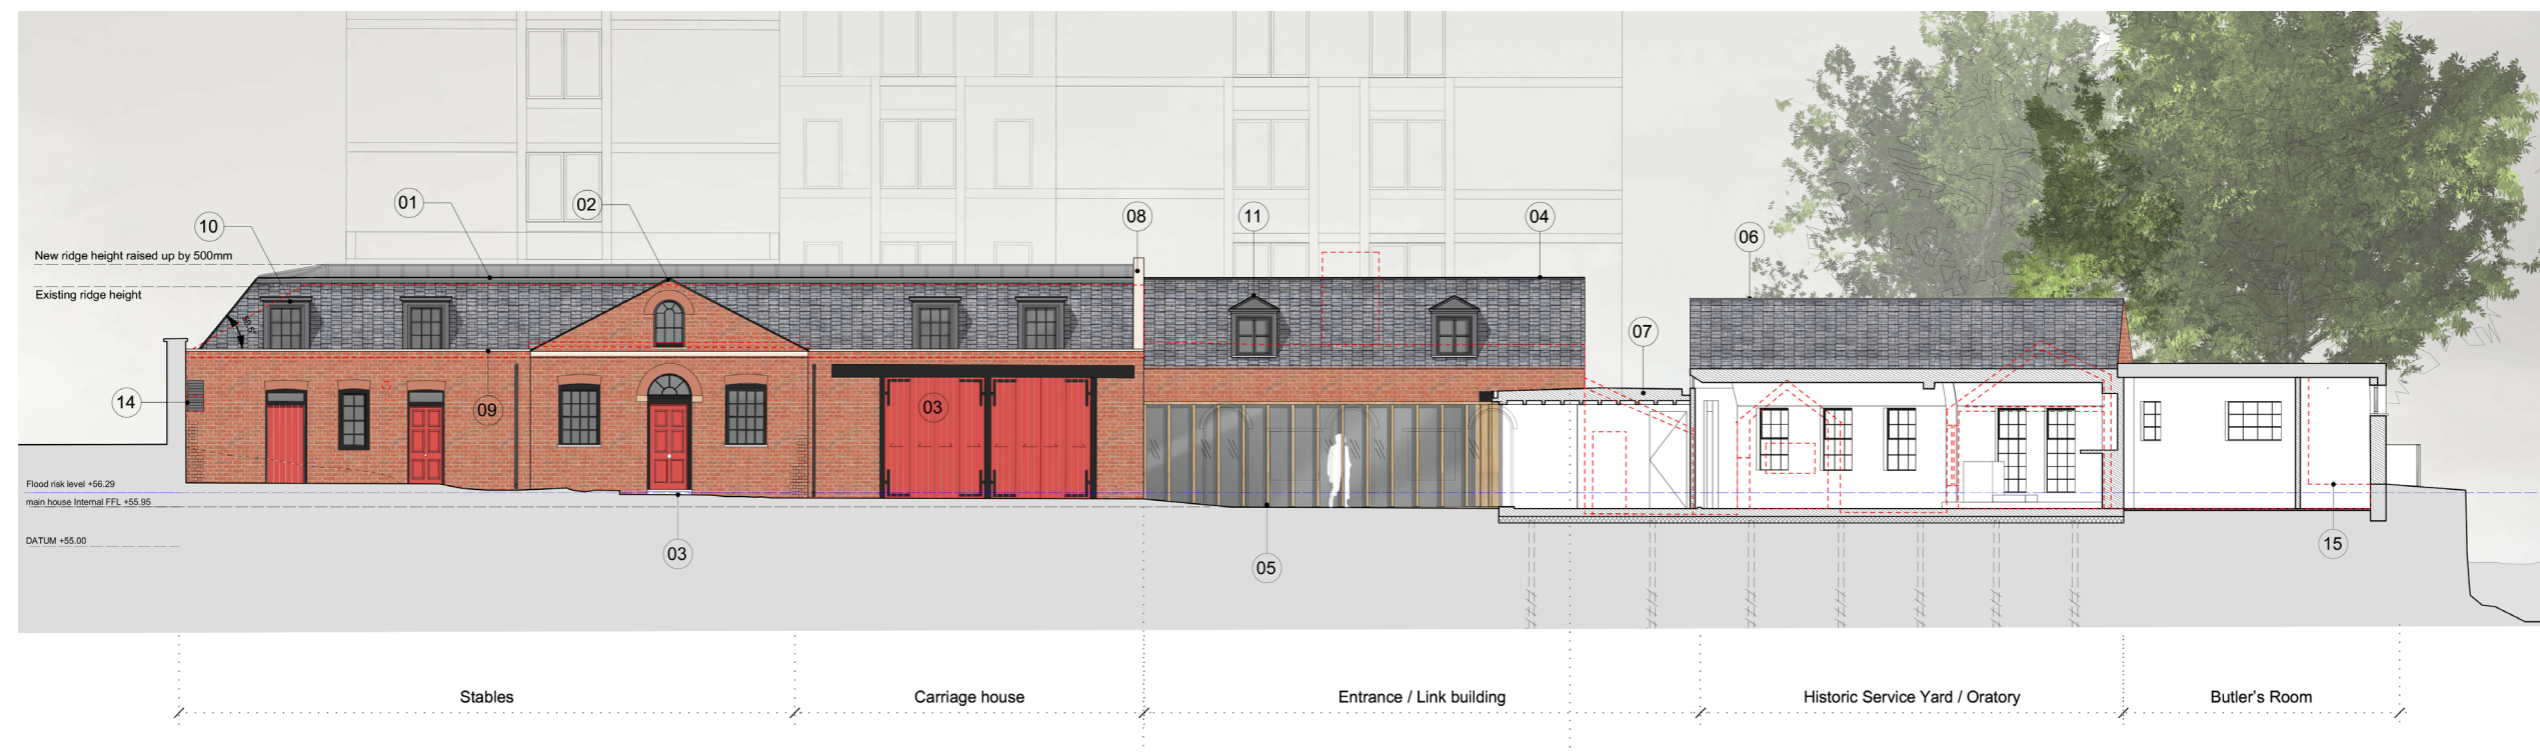 01
02
08
11
04
10
06
New ridge height raised up by 500mm
Existing ridge height
50.5°
07
14
09
03
Flood risk level +56.29
main house Internal FFL +55.95
DATUM +55.00
03
05
15
Stables
Carriage house
Entrance / Link building
Historic Service Yard / Oratory
Butler's Room